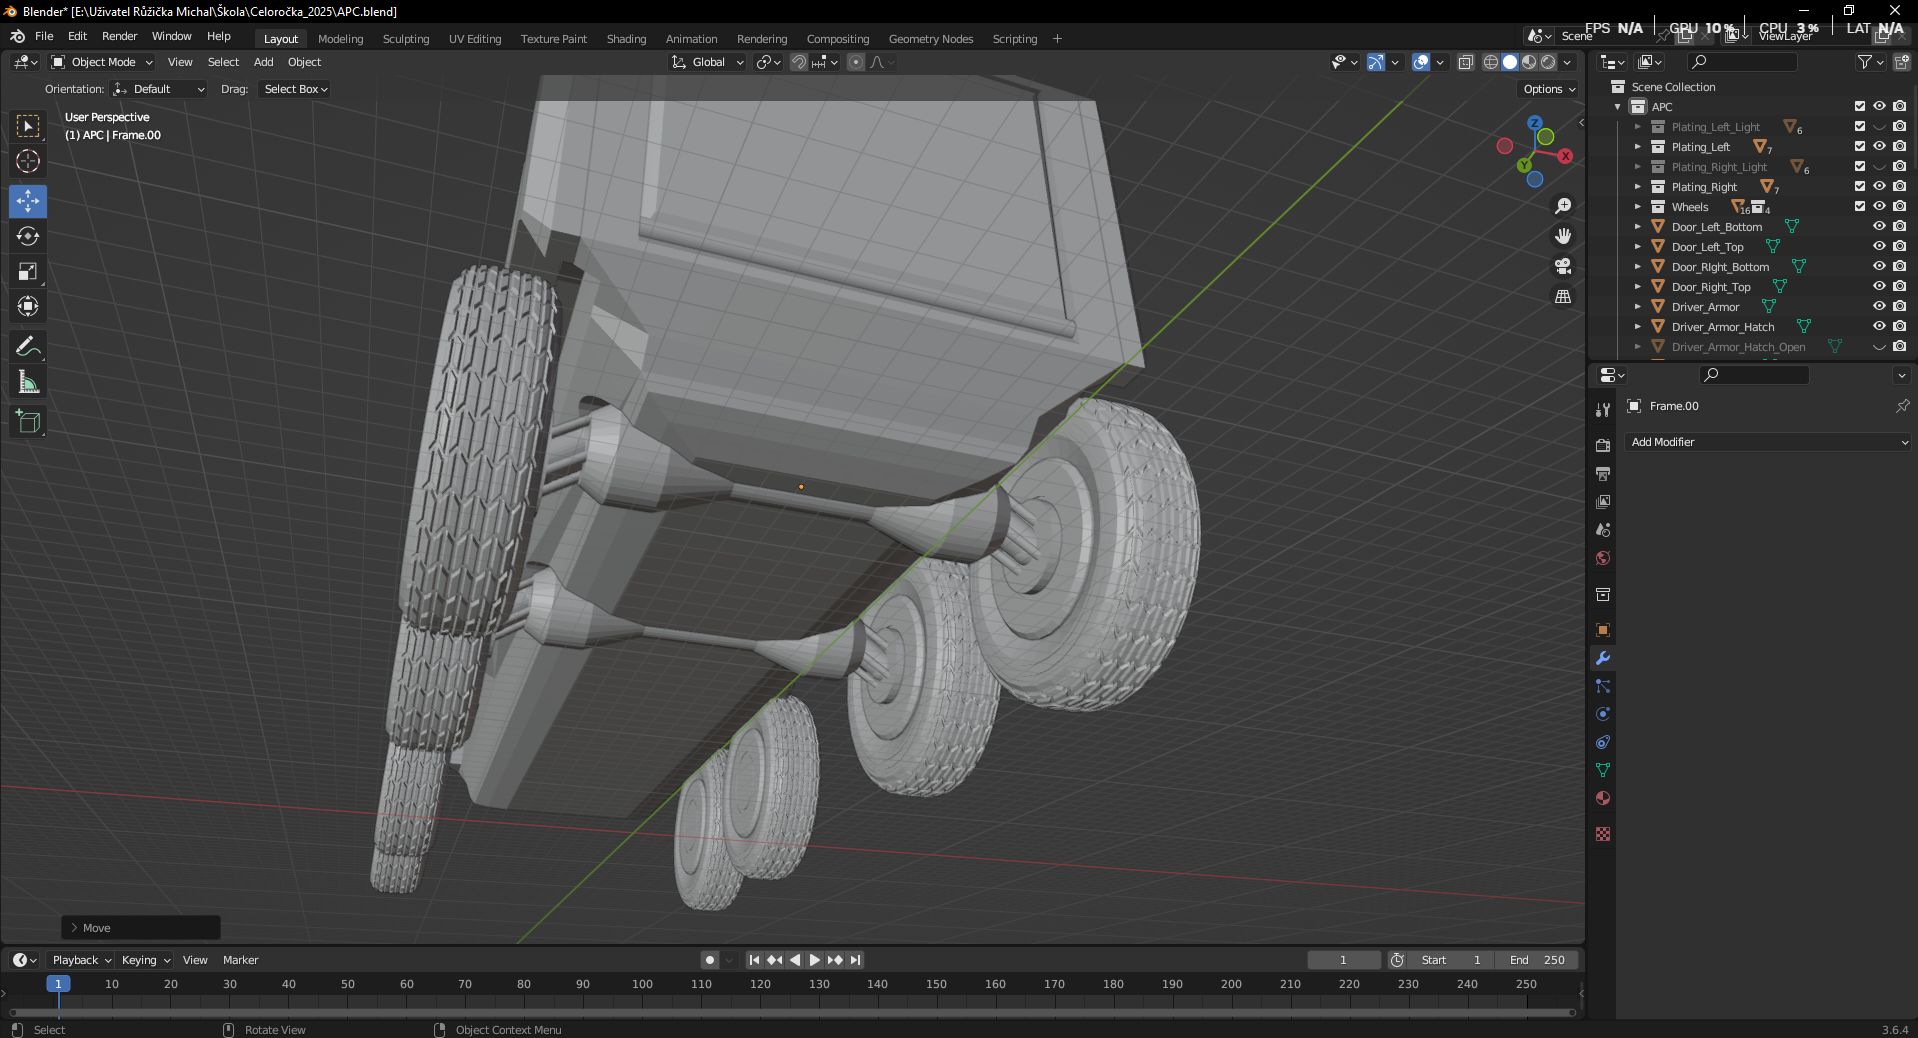 Blender* [E:\Uživatel Růžička Michal\Škola\Celoročka_2025\APC.blend]
FPS N/A GPU 10 % CPU 3 % LAT N/A
File Edit Render Window Help Layout Modeling Sculpting UV Editing Texture Paint Shading Animation Rendering Compositing Geometry Nodes Scripting + Scene ViewLayer
Object Mode View Select Add Object Global
Orientation: Default Drag: Select Box Options
User Perspective
(1) APC | Frame.00
Z
X
Y
Scene Collection
APC
Plating_Left_Light 6
Plating_Left 7
Plating_Right_Light 6
Plating_Right 7
Wheels 16 4
Door_Left_Bottom
Door_Left_Top
Door_RIght_Bottom
Door_Right_Top
Driver_Armor
Driver_Armor_Hatch
Driver_Armor_Hatch_Open
Frame.00
Add Modifier
Move
Playback Keying View Marker 1 Start 1 End 250
1 10 20 30 40 50 60 70 80 90 100 110 120 130 140 150 160 170 180 190 200 210 220 230 240 250
Select Rotate View Object Context Menu 3.6.4